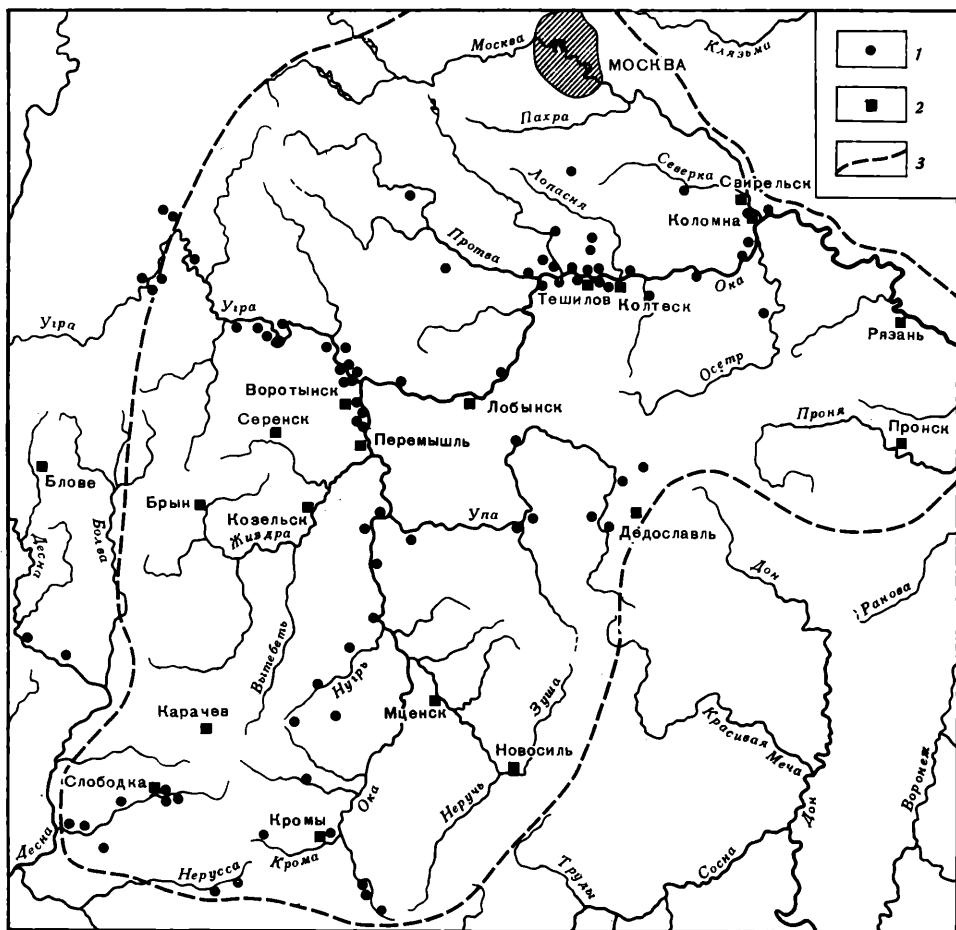 Клязьма
1
Москва
МОСКВА
2
Пахра
3
Северка
Свирельск
Лопасня
Коломна
Протва
Ока
Тешилов
Колтеск
Угра
Угра
Рязань
Осетр
Воротынск
Лобынск
Серенск
Проня
Пронск
Перемышль
Блове
Брын
Козельск
Упа
Дедославль
Жиздра
Болва
Десна
Дон
Ранова
Вытебеть
Нугрь
Зуша
Мценск
Карачев
Красивая Меча
Новосиль
Воронеж
Слободка
Ока
Неручь
Дон
Кромы
Десна
Крома
Нерусса
Труды
Сосна